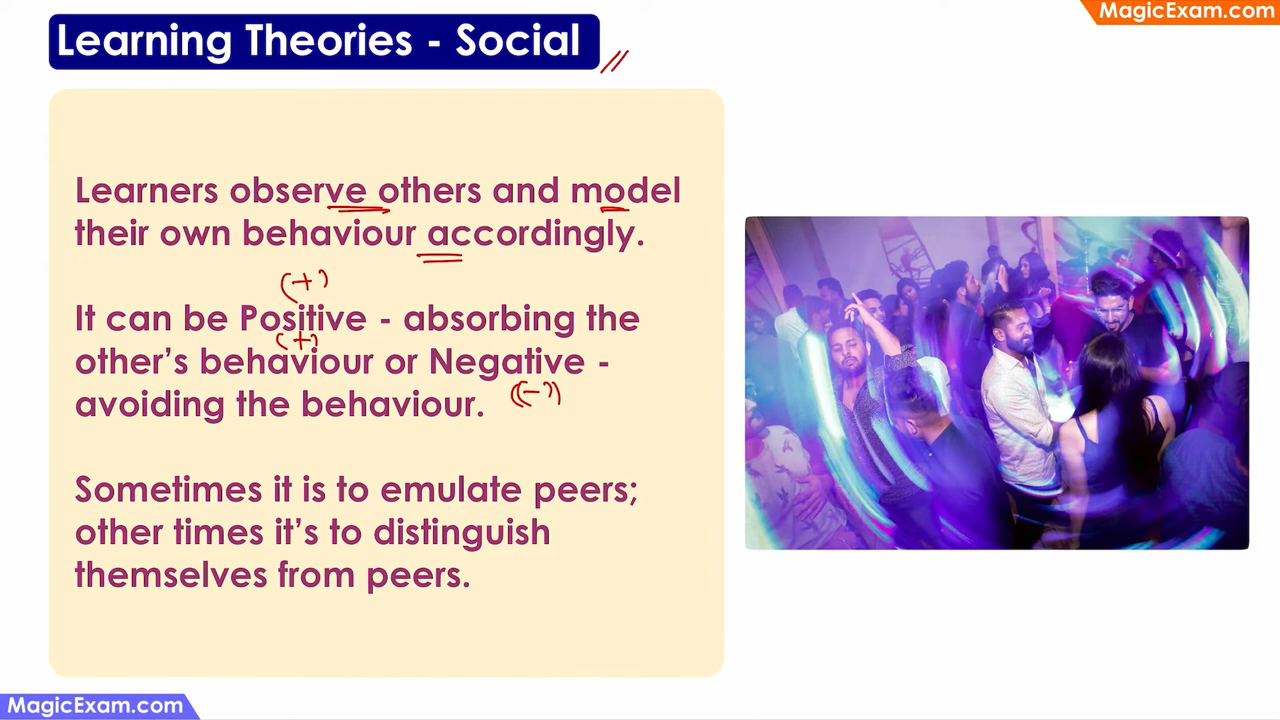 MagicExam.com
Learning Theories - Social
Learners observe others and model
their own behaviour accordingly.
(+)
It can be Positive - absorbing the
(+)
other’s behaviour or Negative -
avoiding the behaviour. (-)
Sometimes it is to emulate peers;
other times it’s to distinguish
themselves from peers.
MagicExam.com